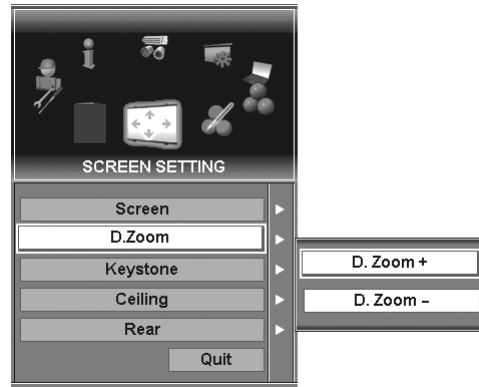 SCREEN SETTING
Screen
D.Zoom
D. Zoom +
D. Zoom –
Keystone
Ceiling
Rear
Quit